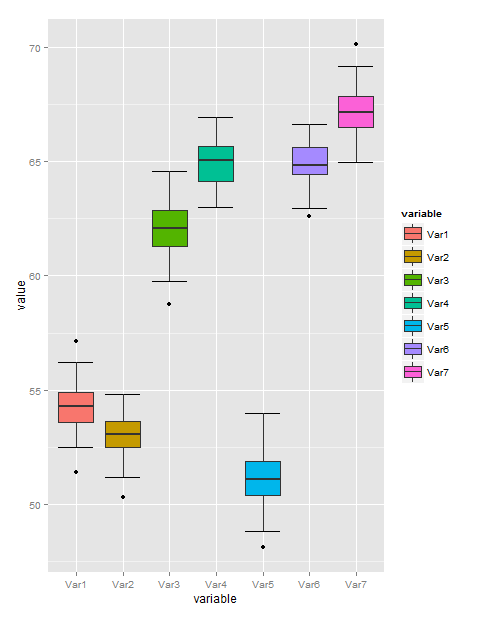 70
65
60
55
50
value
Var1 Var2 Var3 Var4 Var5 Var6 Var7
variable
variable
Var1
Var2
Var3
Var4
Var5
Var6
Var7